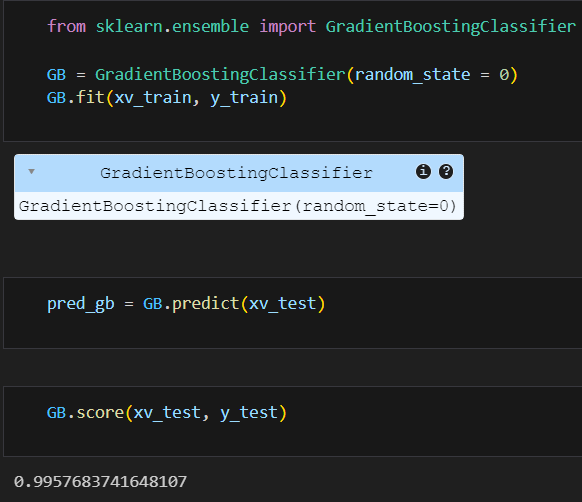 from sklearn.ensemble import GradientBoostingClassifier
GB = GradientBoostingClassifier(random_state = 0)
GB.fit(xv_train, y_train)
GradientBoostingClassifier
GradientBoostingClassifier(random_state=0)
pred_gb = GB.predict(xv_test)
GB.score(xv_test, y_test)
0.9957683741648107